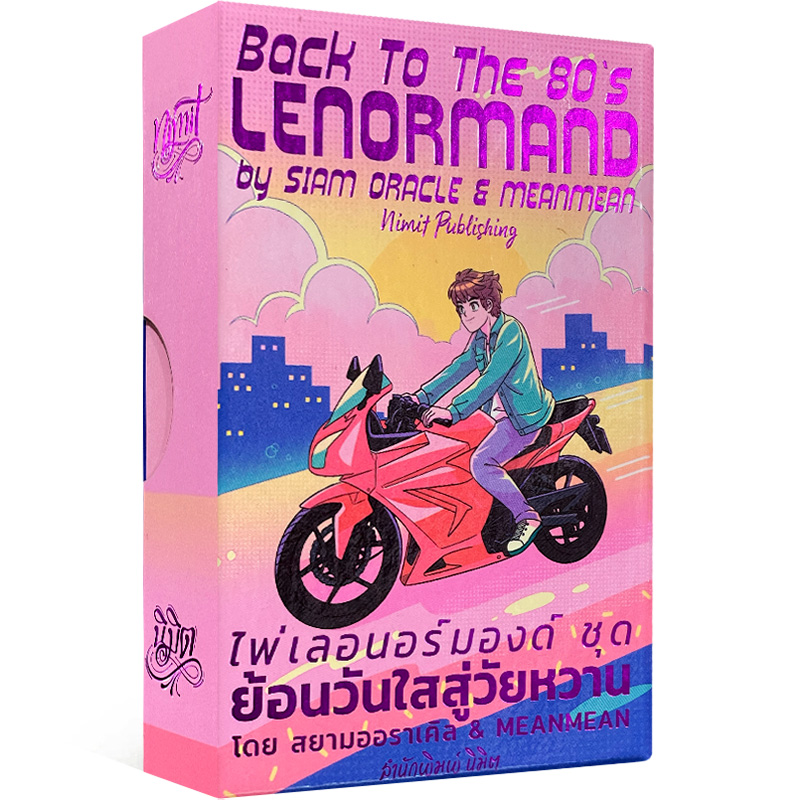 Back To The 80's
LENORMAND
by SIAM ORACLE & MEANMEAN
Nimit Publishing
nimit
ไพ่เลอนอร์มองด์ ชุด
ย้อนวันใสสู่วัยหวาน
โดย สยามออราเคิล & MEANMEAN
สำนักพิมพ์ นิมิต
นิมิต